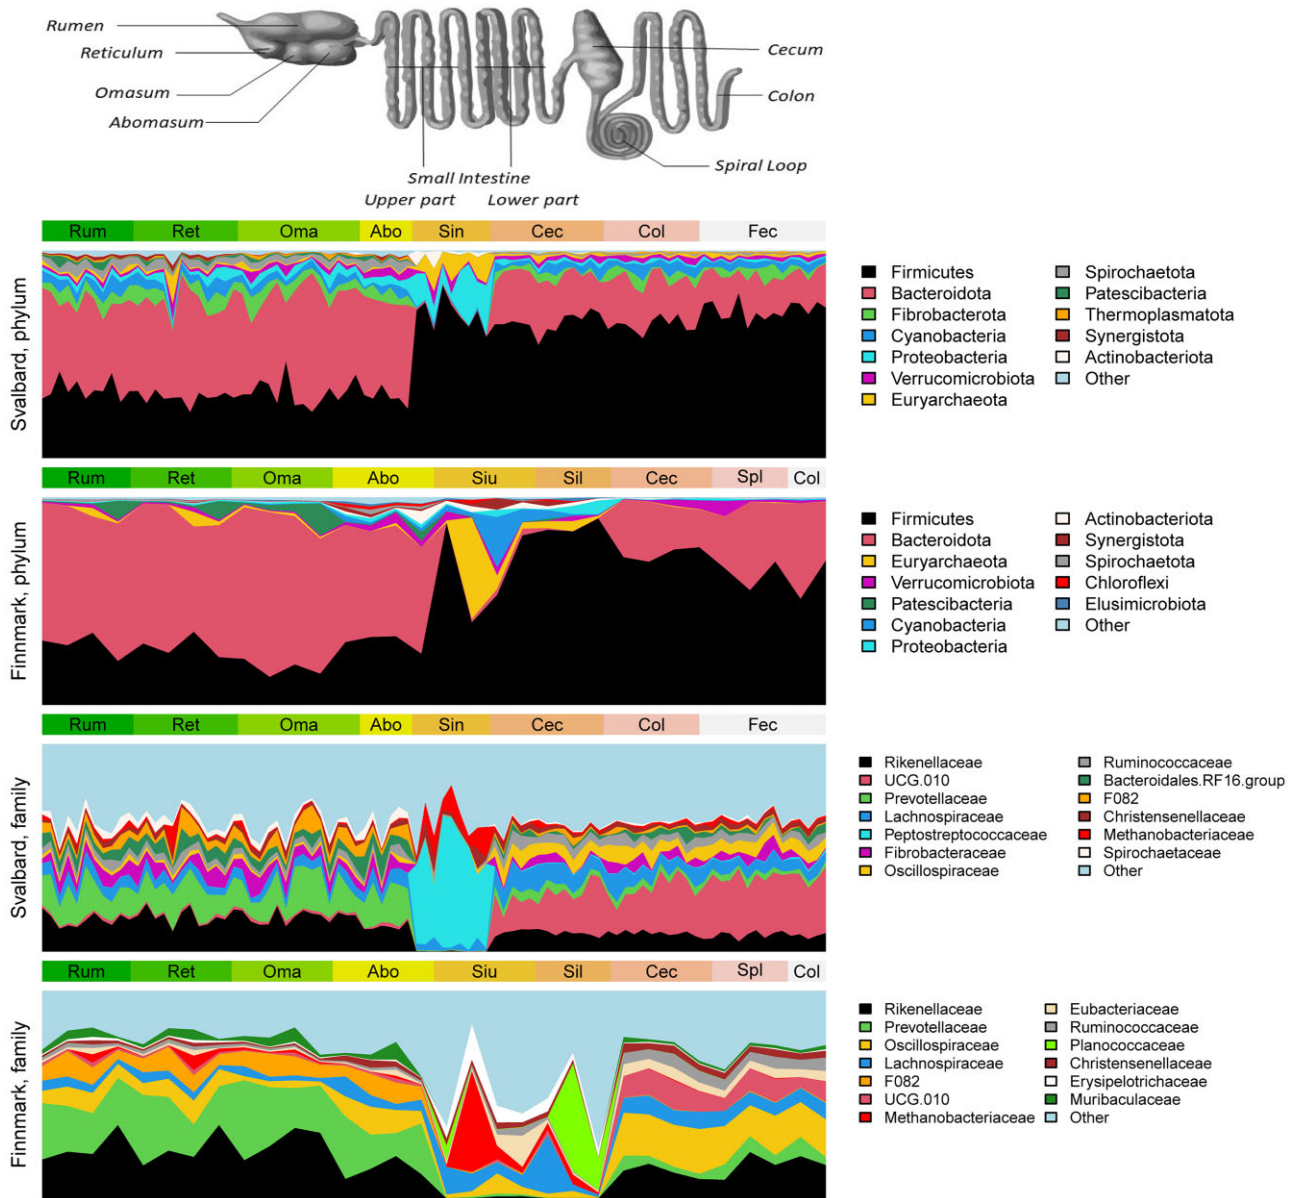 Rumen
Reticulum
Omasum
Abomasum
Small Intestine
Upper part Lower part
Cecum
Colon
Spiral Loop
Rum Ret Oma Abo Sin Cec Col Fec
Svalbard, phylum
Firmicutes
Bacteroidota
Fibrobacterota
Cyanobacteria
Proteobacteria
Verrucomicrobiota
Euryarchaeota
Spirochaetota
Patescibacteria
Thermoplasmatota
Synergistota
Actinobacteriota
Other
Rum Ret Oma Abo Siu Sil Cec Spl Col
Finnmark, phylum
Firmicutes
Bacteroidota
Euryarchaeota
Verrucomicrobiota
Patescibacteria
Cyanobacteria
Proteobacteria
Actinobacteriota
Synergistota
Spirochaetota
Chloroflexi
Elusimicrobiota
Other
Rum Ret Oma Abo Sin Cec Col Fec
Svalbard, family
Rikenellaceae
UCG.010
Prevotellaceae
Lachnospiraceae
Peptostreptococcaceae
Fibrobacteraceae
Oscillospiraceae
Ruminococcaceae
Bacteroidales.RF16.group
F082
Christensenellaceae
Methanobacteriaceae
Spirochaetaceae
Other
Rum Ret Oma Abo Siu Sil Cec Spl Col
Finnmark, family
Rikenellaceae
Prevotellaceae
Oscillospiraceae
Lachnospiraceae
F082
UCG.010
Methanobacteriaceae
Eubacteriaceae
Ruminococcaceae
Planococcaceae
Christensenellaceae
Erysipelotrichaceae
Muribaculaceae
Other